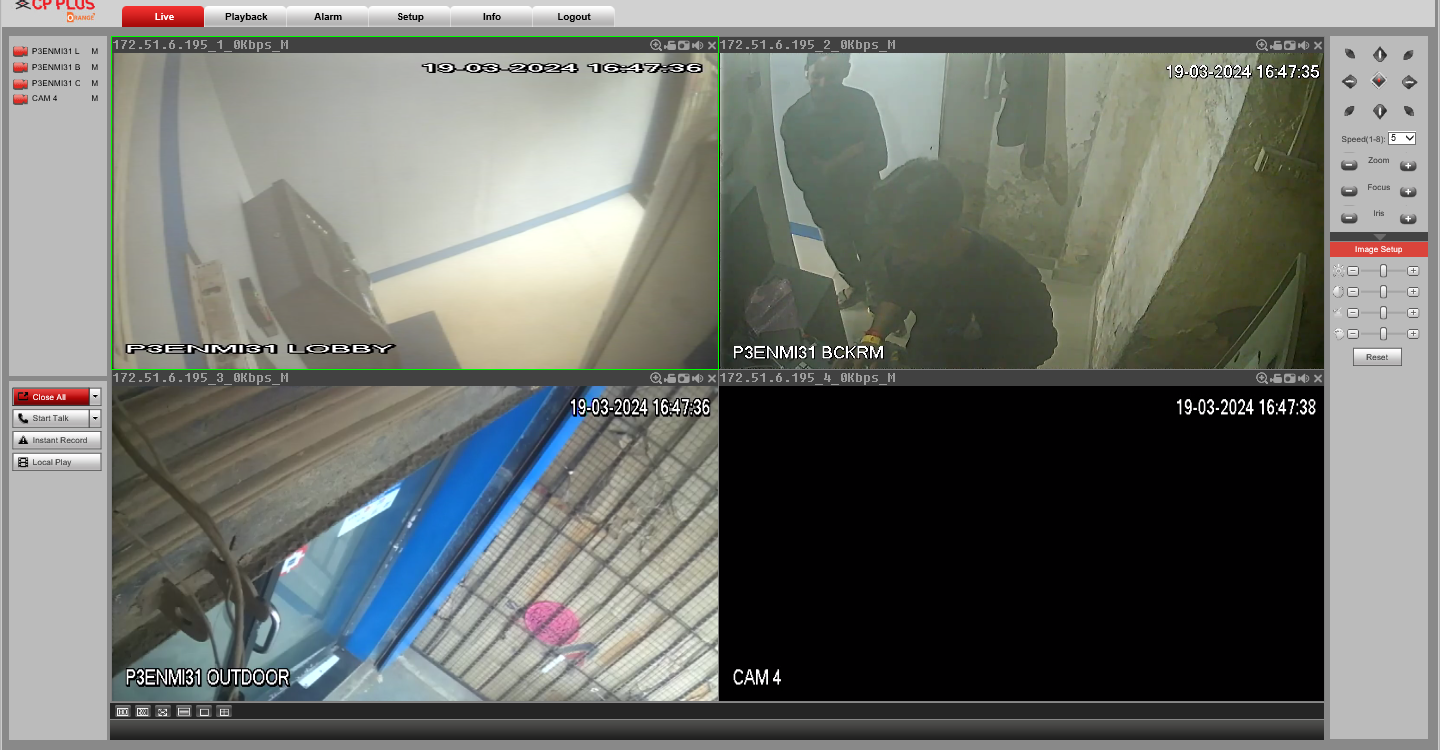 CP PLUS
ORANGE
Live
Playback
Alarm
Setup
Info
Logout
P3ENMI31 L M
P3ENMI31 B M
P3ENMI31 C M
CAM 4 M
Close All
Start Talk
Instant Record
Local Play
172.51.6.195_1_0Kbps_M
19-03-2024 16:47:36
P3ENMI31 LOBBY
172.51.6.195_2_0Kbps_M
19-03-2024 16:47:35
P3ENMI31 BCKRM
172.51.6.195_3_0Kbps_M
19-03-2024 16:47:36
P3ENMI31 OUTDOOR
172.51.6.195_4_0Kbps_M
19-03-2024 16:47:38
CAM 4
Speed(1-8): 5
Zoom
Focus
Iris
Image Setup
Reset